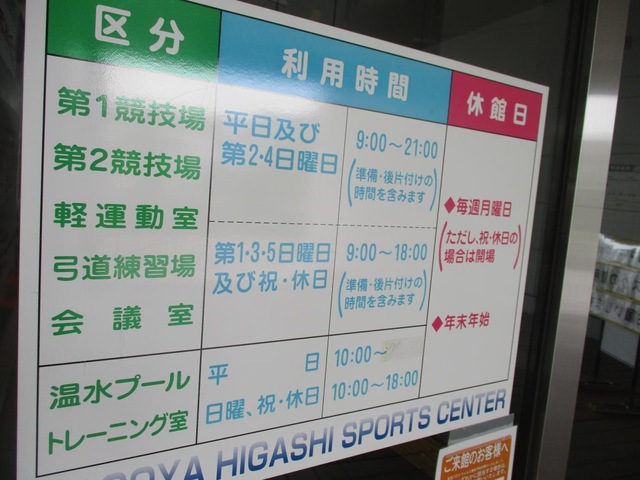 区分
利用時間
休館日
第1競技場
第2競技場
軽運動室
弓道練習場
会議室
平日及び
第2・4日曜日
9:00～21:00
(準備・後片付けの
時間を含みます)
第1・3・5日曜日
及び祝・休日
9:00～18:00
(準備・後片付けの
時間を含みます)
◆毎週月曜日
(ただし、祝・休日の
場合は開場)
◆年末年始
温水プール
トレーニング室
平日
10:00～
日曜、祝・休日
10:00～18:00
OYA HIGASHI SPORTS CENTER
ご来館のお客様へ